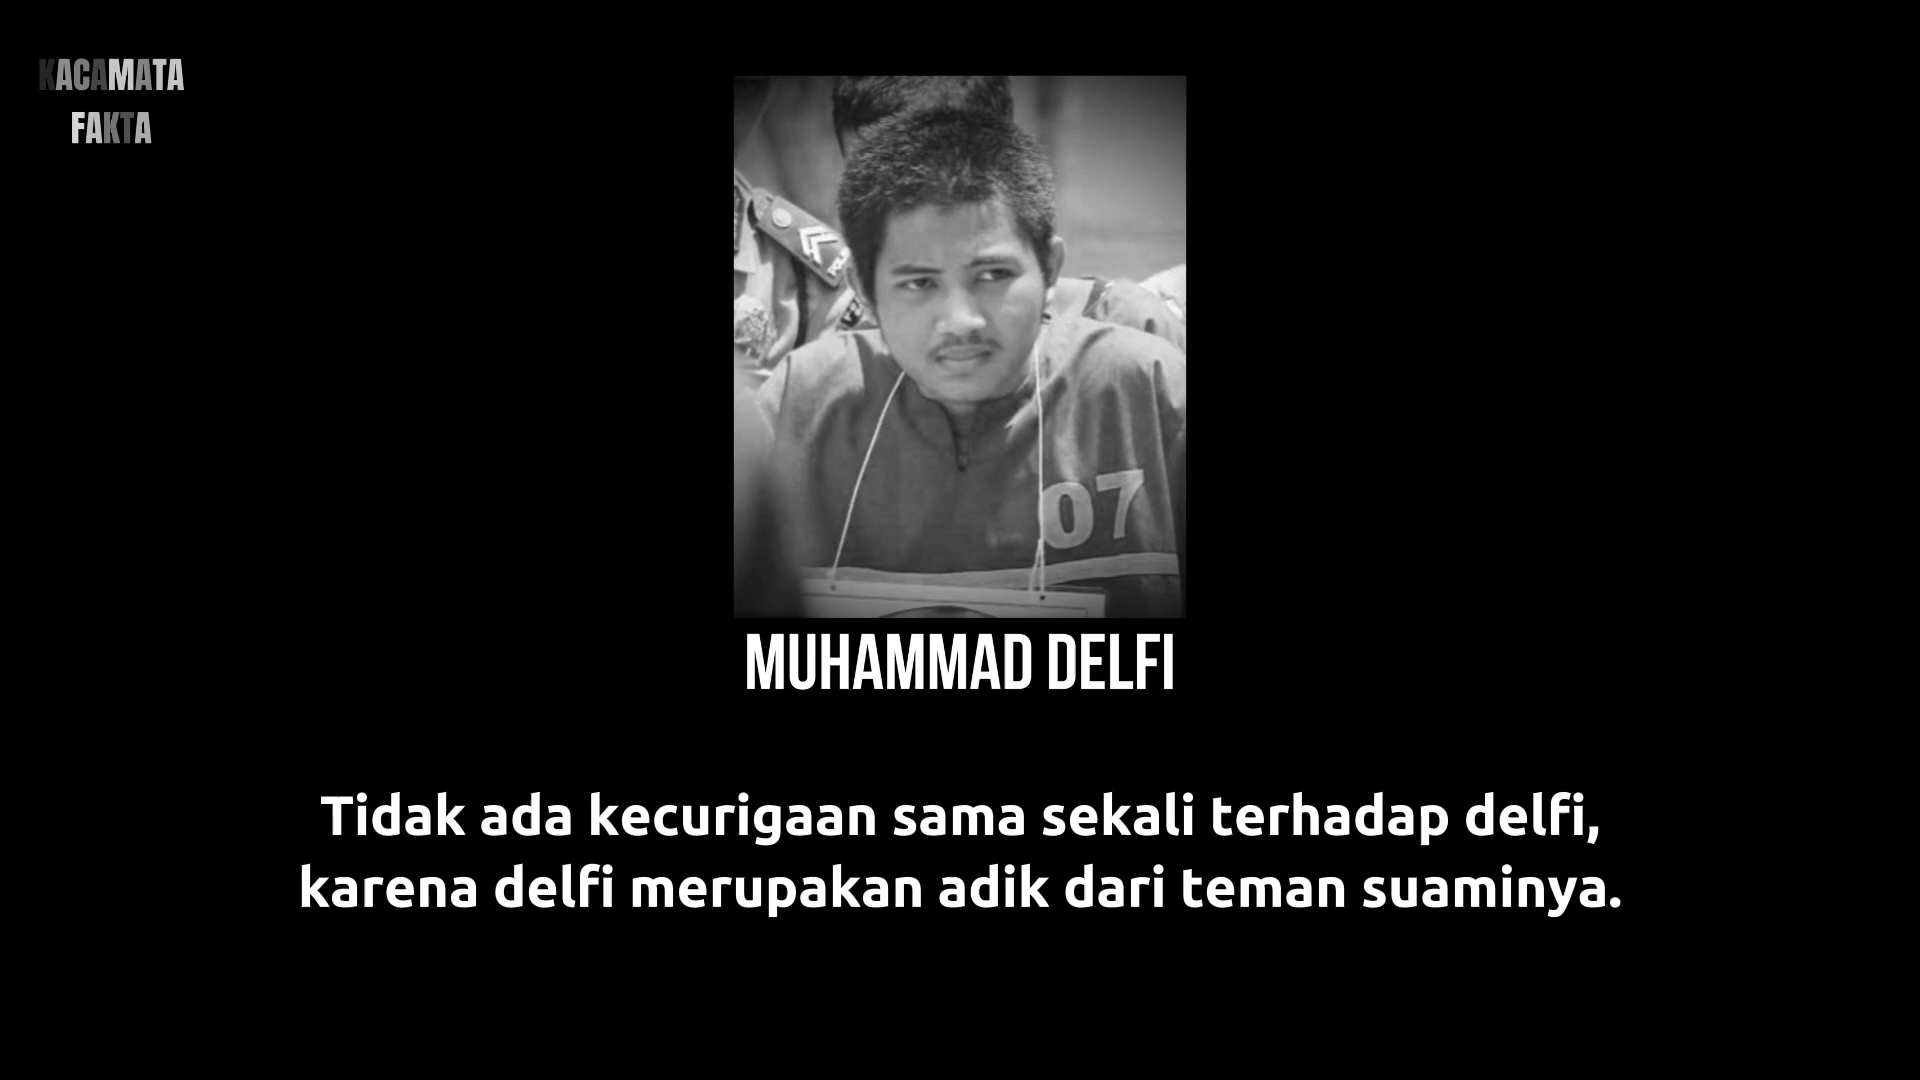 KACAMATA
FAKTA
07
MUHAMMAD DELFI
Tidak ada kecurigaan sama sekali terhadap delfi,
karena delfi merupakan adik dari teman suaminya.